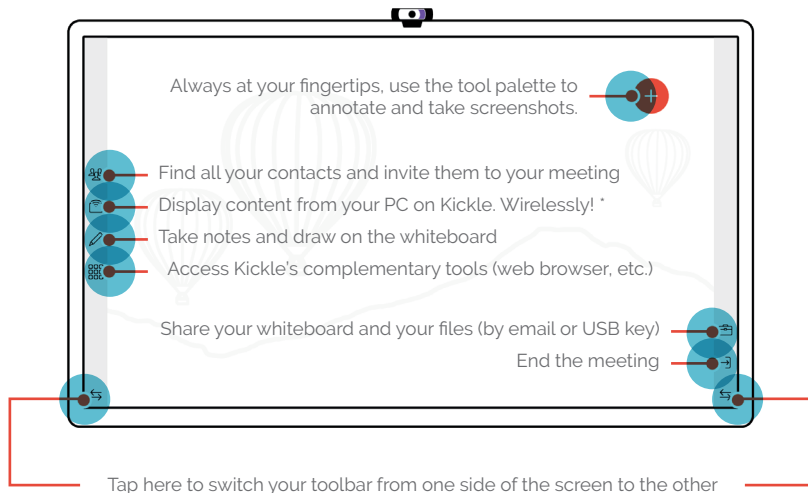 Always at your fingertips, use the tool palette to
annotate and take screenshots.
Find all your contacts and invite them to your meeting
Display content from your PC on Kickle. Wirelessly! *
Take notes and draw on the whiteboard
Access Kickle's complementary tools (web browser, etc.)
Share your whiteboard and your files (by email or USB key)
End the meeting
Tap here to switch your toolbar from one side of the screen to the other